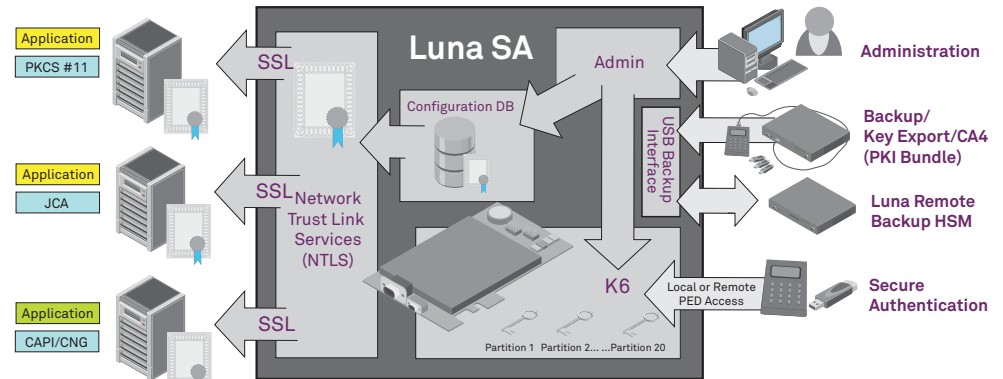 Application
PKCS #11
SSL
Luna SA
Admin
Administration
Configuration DB
USB Backup
Interface
Backup/
Key Export/CA4
(PKI Bundle)
Application
JCA
SSL
Network
Trust Link
Services
(NTLS)
Luna Remote
Backup HSM
Application
CAPI/CNG
SSL
K6
Local or Remote
PED Access
Secure
Authentication
Partition 1 Partition 2... ...Partition 20